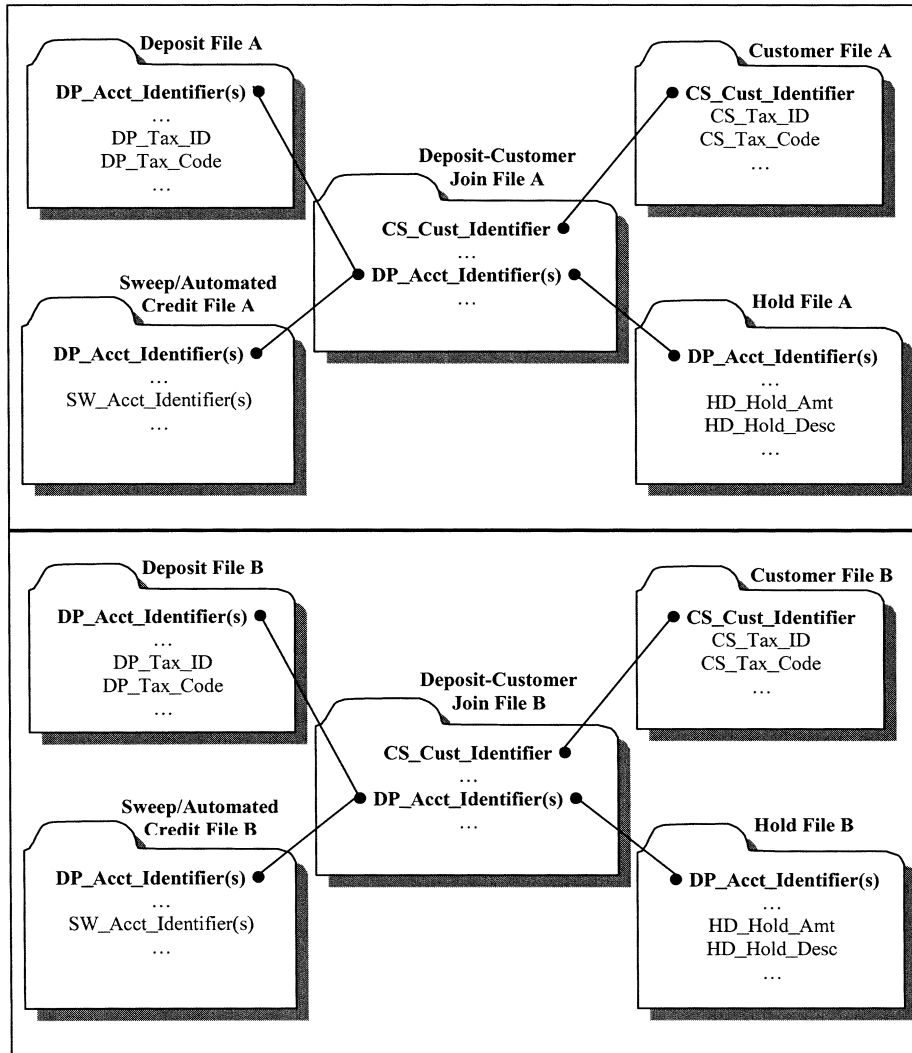 Deposit File A
DP_Acct_Identifier(s)
…
DP_Tax_ID
DP_Tax_Code
…
Customer File A
CS_Cust_Identifier
CS_Tax_ID
CS_Tax_Code
…
Deposit-Customer
Join File A
CS_Cust_Identifier
…
DP_Acct_Identifier(s)
…
Sweep/Automated
Credit File A
DP_Acct_Identifier(s)
…
SW_Acct_Identifier(s)
…
Hold File A
DP_Acct_Identifier(s)
…
HD_Hold_Amt
HD_Hold_Desc
…
Deposit File B
DP_Acct_Identifier(s)
…
DP_Tax_ID
DP_Tax_Code
…
Customer File B
CS_Cust_Identifier
CS_Tax_ID
CS_Tax_Code
…
Deposit-Customer
Join File B
CS_Cust_Identifier
…
DP_Acct_Identifier(s)
…
Sweep/Automated
Credit File B
DP_Acct_Identifier(s)
…
SW_Acct_Identifier(s)
…
Hold File B
DP_Acct_Identifier(s)
…
HD_Hold_Amt
HD_Hold_Desc
…